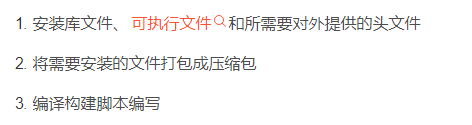 1. 安装库文件、 可执行文件 和所需要对外提供的头文件
2. 将需要安装的文件打包成压缩包
3. 编译构建脚本编写